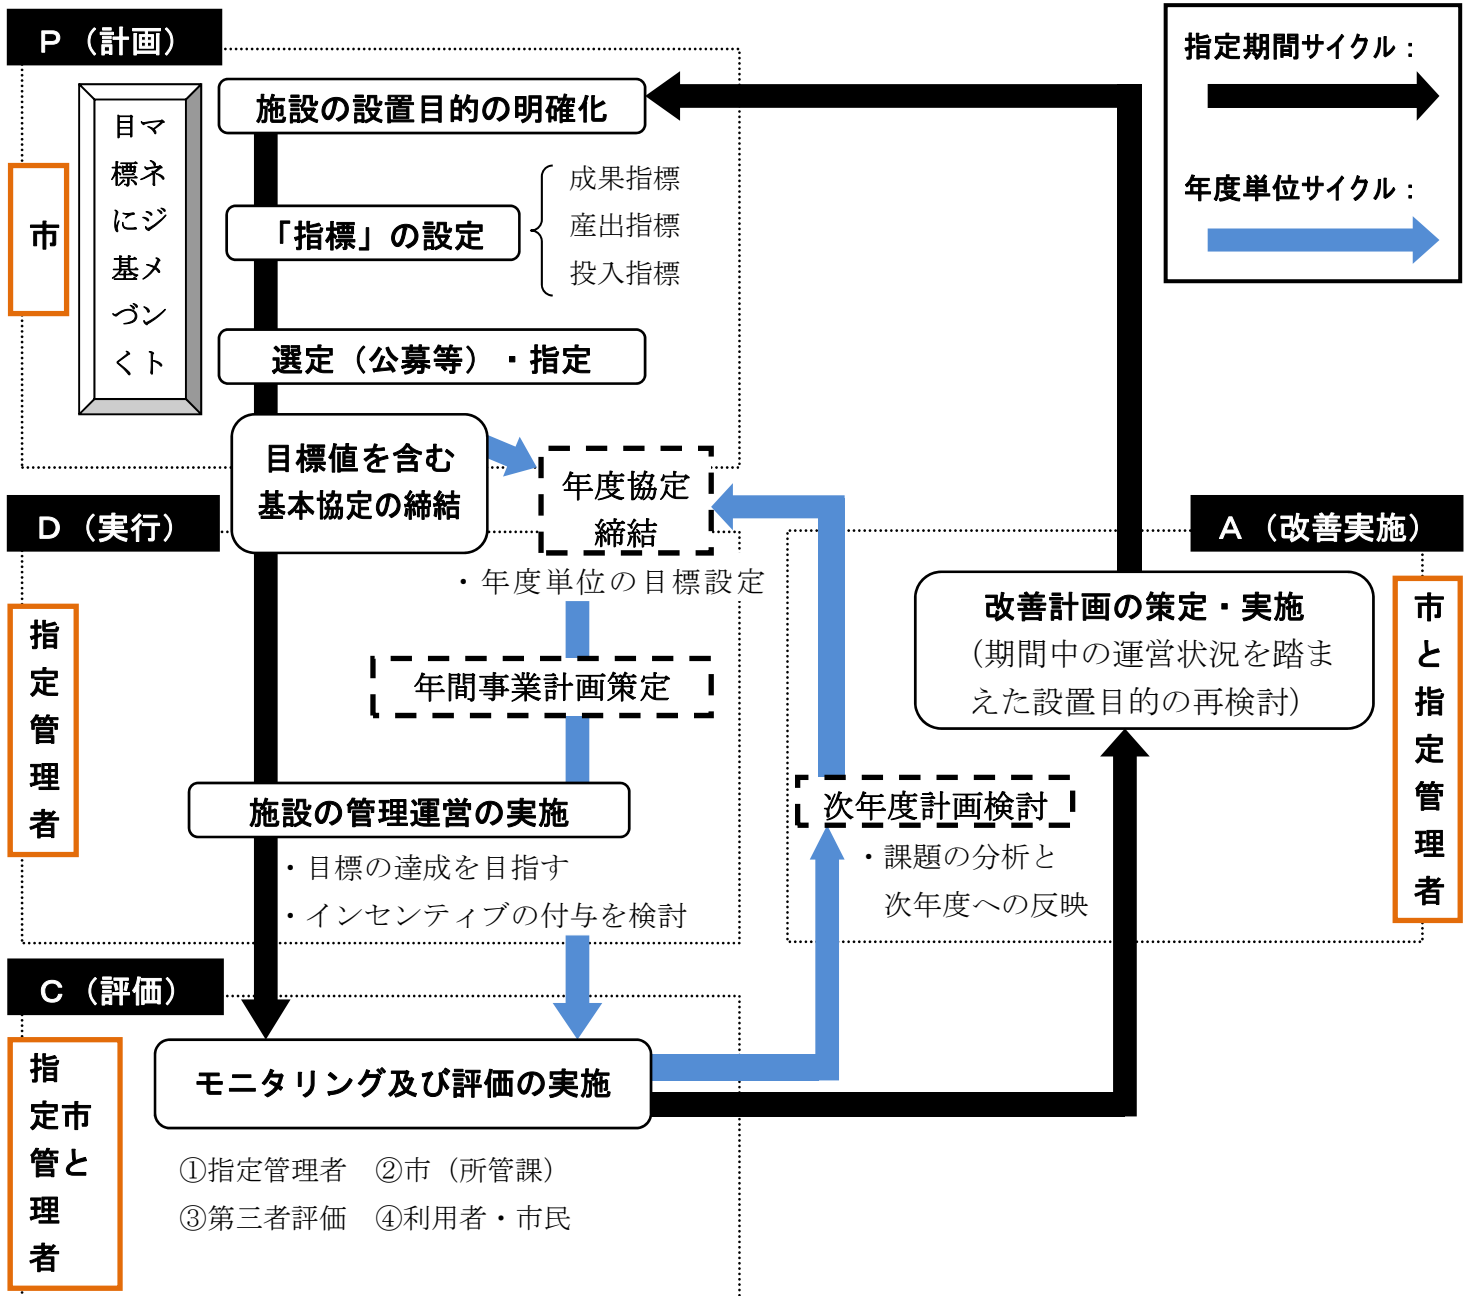 P（計画）
指定期間サイクル：
年度単位サイクル：
市
目標に基づく
マネジメント
施設の設置目的の明確化
「指標」の設定
成果指標
産出指標
投入指標
選定（公募等）・指定
目標値を含む
基本協定の締結
年度協定
締結
・年度単位の目標設定
D（実行）
指定管理者
年間事業計画策定
施設の管理運営の実施
・目標の達成を目指す
・インセンティブの付与を検討
A（改善実施）
市と指定管理者
改善計画の策定・実施
（期間中の運営状況を踏ま
えた設置目的の再検討）
次年度計画検討
・課題の分析と
次年度への反映
C（評価）
市と
指定管理者
モニタリング及び評価の実施
①指定管理者　②市（所管課）
③第三者評価　④利用者・市民